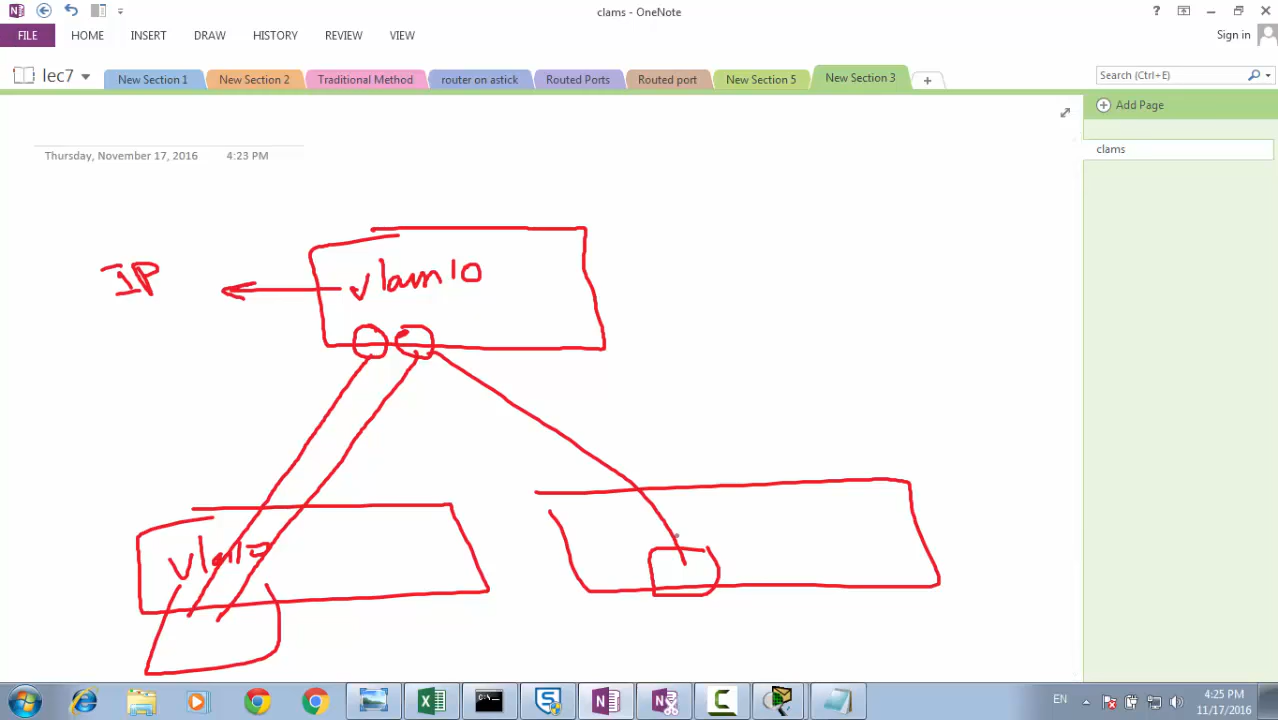 clams - OneNote
?
FILE HOME INSERT DRAW HISTORY REVIEW VIEW
Sign in
lec7
New Section 1 New Section 2 Traditional Method router on astick Routed Ports Routed port New Section 5 New Section 3 +
Search (Ctrl+E)
Add Page
clams
Thursday, November 17, 2016 4:23 PM
IP
vlam10
vlan10
EN
4:25 PM
11/17/2016